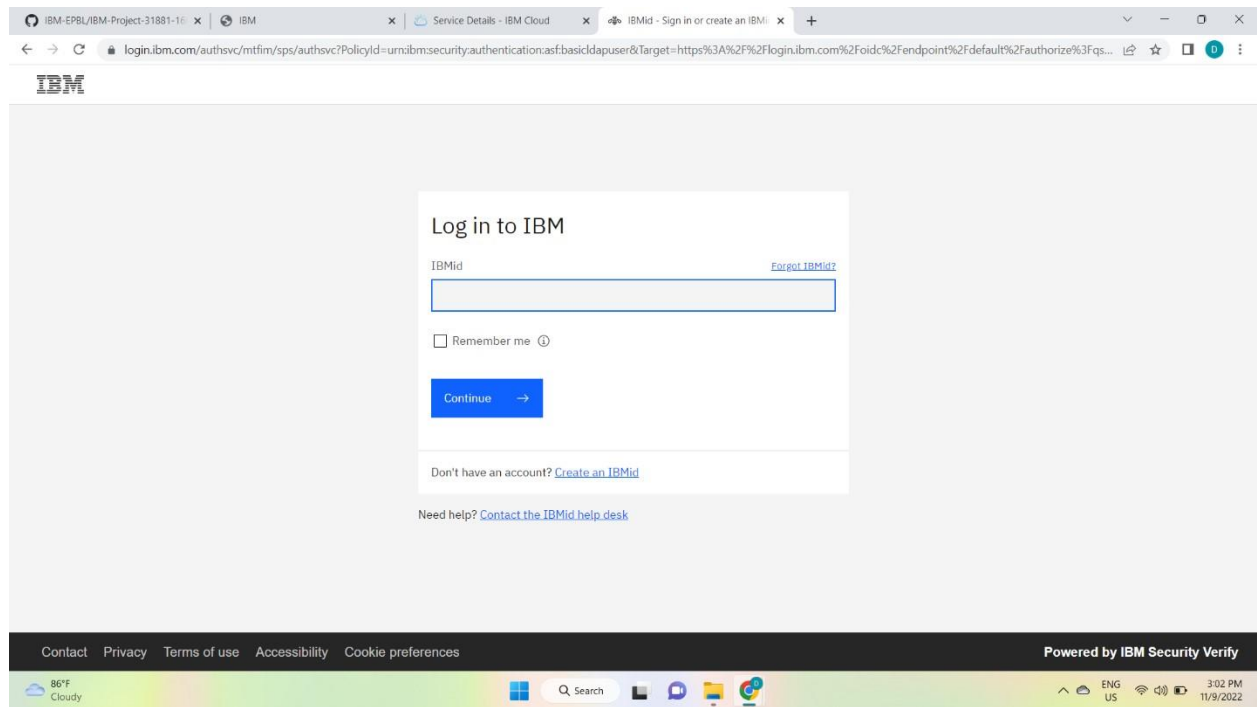 IBM-EPBL/IBM-Project-31881-16
IBM
Service Details - IBM Cloud
IBMid - Sign in or create an IBMi
login.ibm.com/authsvc/mtfim/sps/authsvc?PolicyId=urn:ibm:security:authentication:asf:basicldapuser&Target=https%3A%2F%2Flogin.ibm.com%2Foidc%2Fendpoint%2Fdefault%2Fauthorize%3Fqs...
D
IBM
Log in to IBM
IBMid Forgot IBMid?
Remember me
Continue →
Don't have an account? Create an IBMid
Need help? Contact the IBMid help desk
Contact Privacy Terms of use Accessibility Cookie preferences Powered by IBM Security Verify
86°F
Cloudy
Search
ENG
US
3:02 PM
11/9/2022